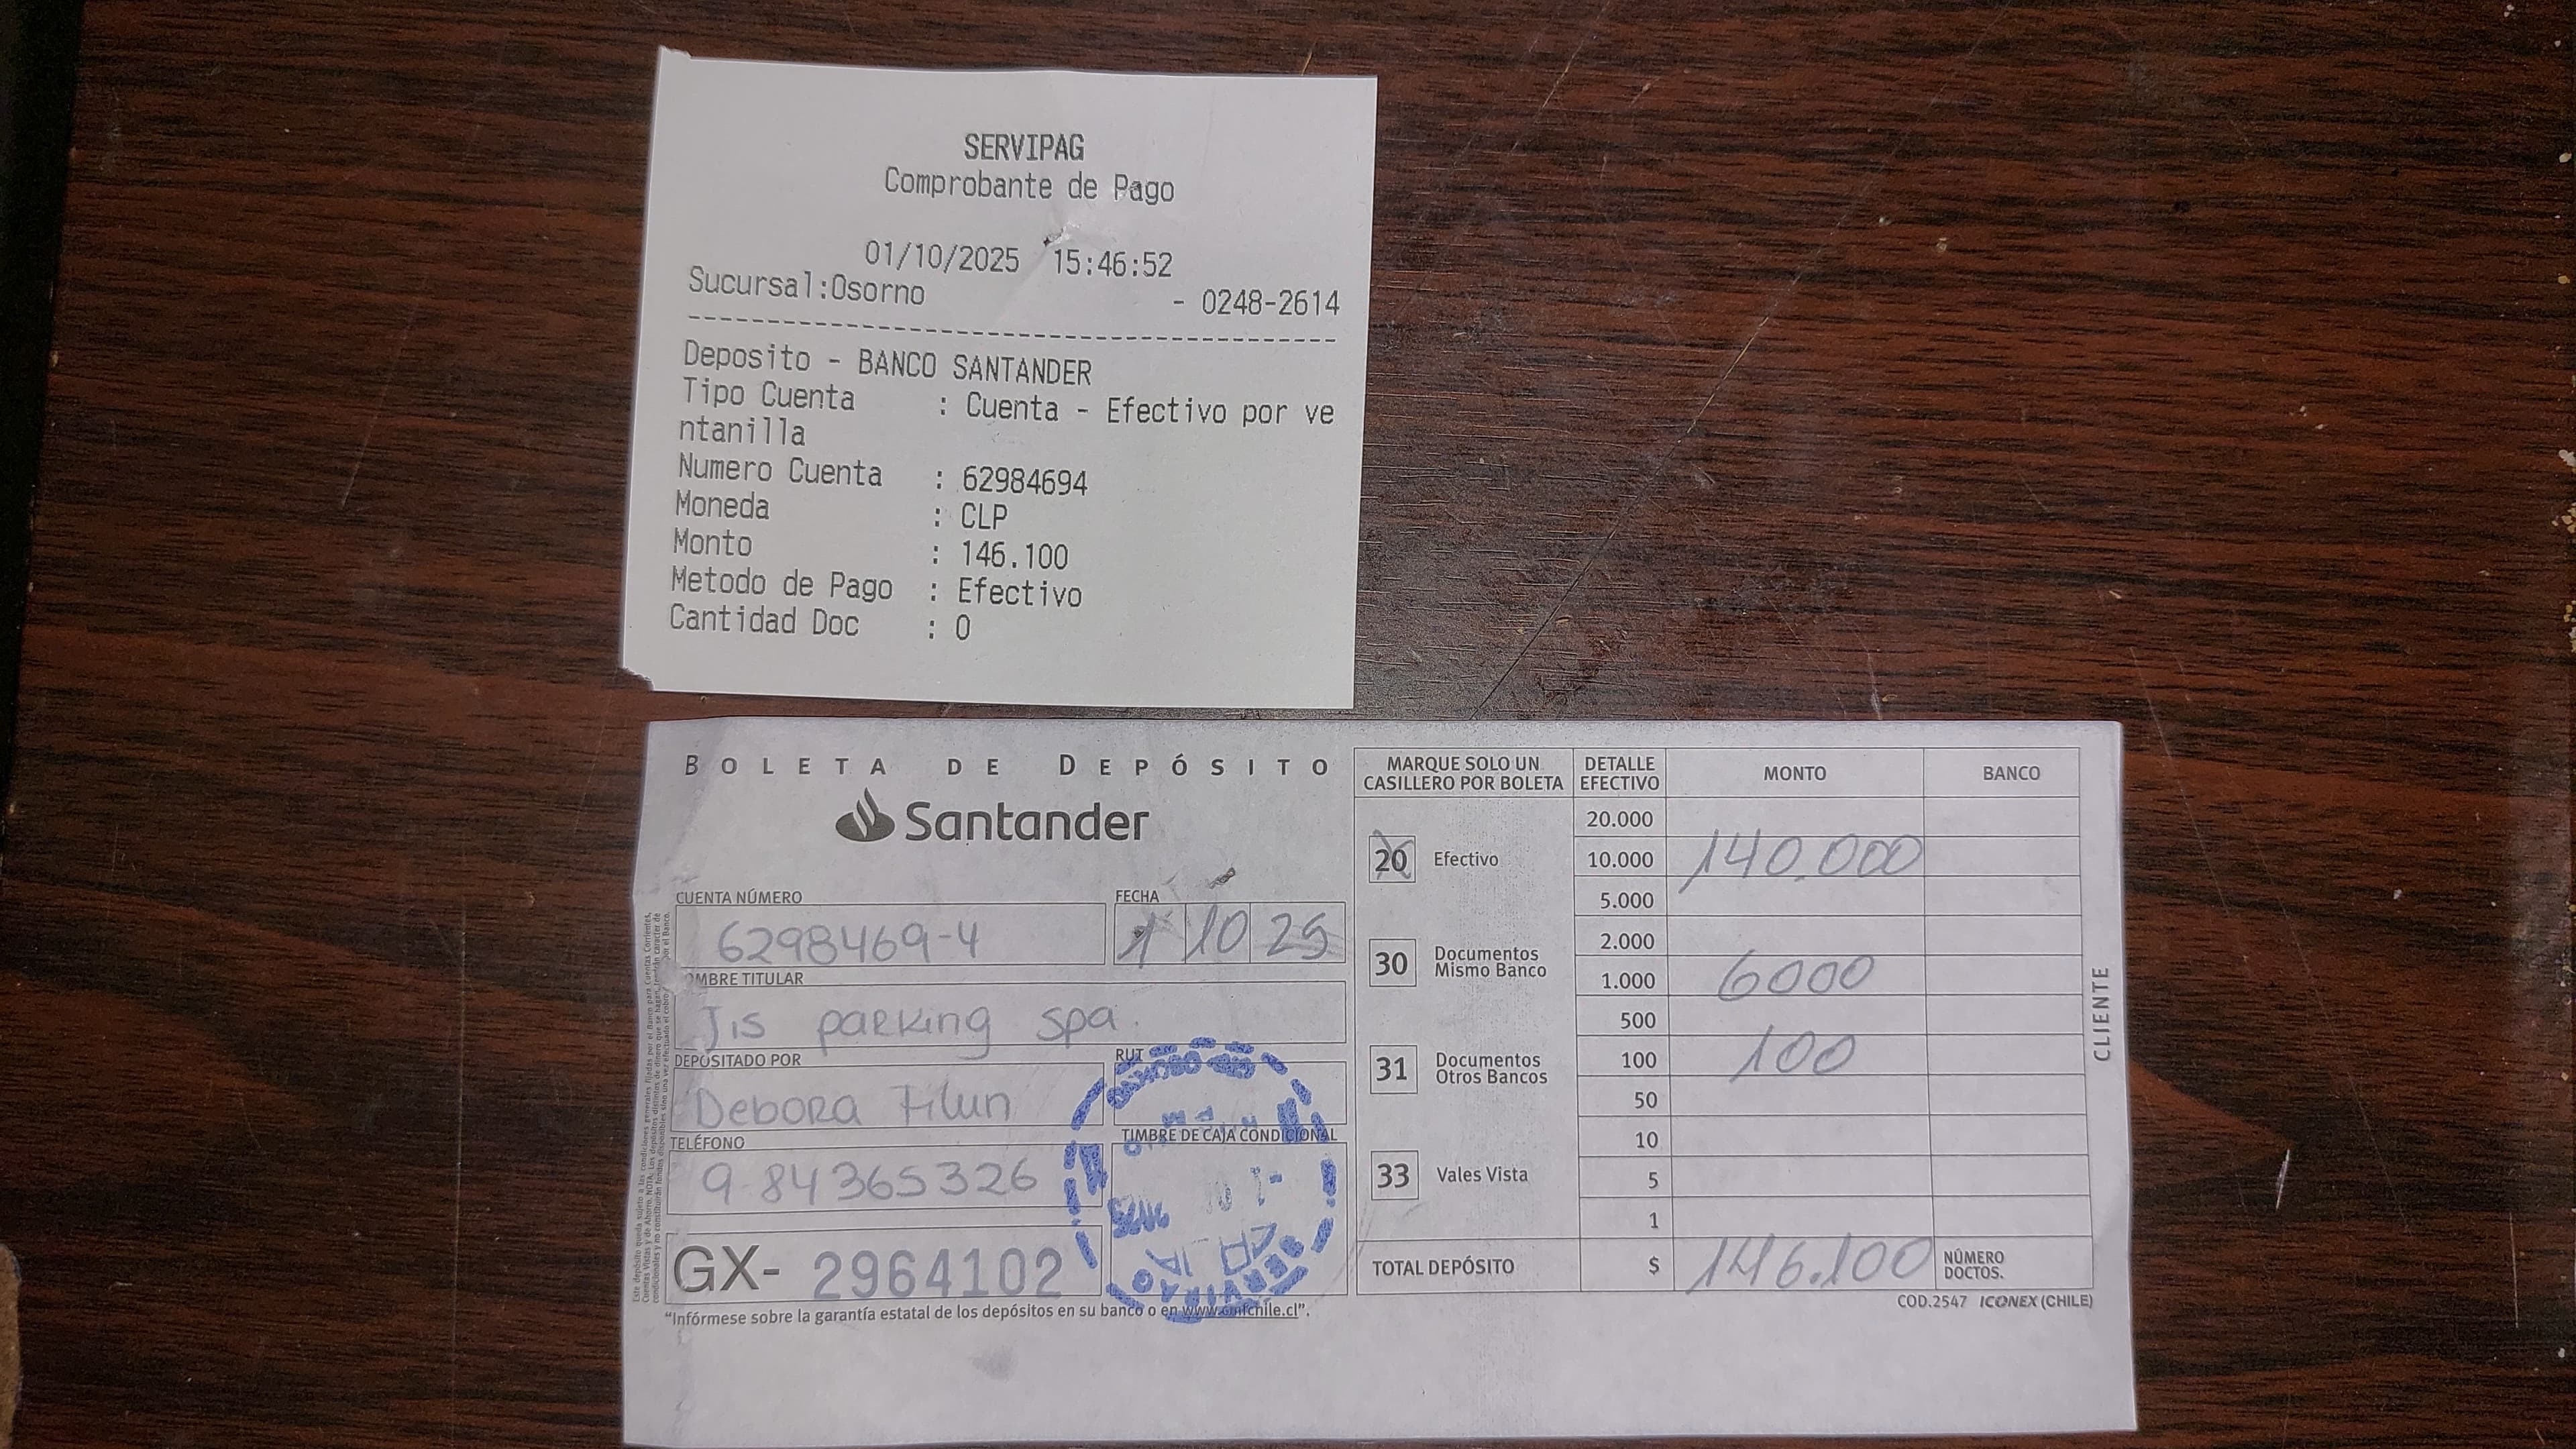 SERVIPAG
Comprobante de Pago
01/10/2025 15:46:52
Sucursal:Osorno - 0248-2614
----------------------------------------
Deposito - BANCO SANTANDER
Tipo Cuenta : Cuenta - Efectivo por ve
ntanilla
Numero Cuenta : 62984694
Moneda : CLP
Monto : 146.100
Metodo de Pago : Efectivo
Cantidad Doc : 0
BOLETA DE DEPÓSITO
Santander
CUENTA NÚMERO
6298469-4
FECHA
1 10 25
OMBRE TITULAR
Jis parking spa.
DEPOSITADO POR
Debora Filun
RUT
TELÉFONO
9-84365326
TIMBRE DE CAJA CONDICIONAL
SERVIPAG
CAJA
GX- 2964102
"Infórmese sobre la garantía estatal de los depósitos en su banco o en www.cmfchile.cl".
MARQUE SOLO UN
CASILLERO POR BOLETA
20 Efectivo
30 Documentos
Mismo Banco
31 Documentos
Otros Bancos
33 Vales Vista
DETALLE
EFECTIVO MONTO BANCO
20.000
10.000 140.000
5.000
2.000
1.000 6000
500
100 100
50
10
5
1
TOTAL DEPÓSITO $ 146.100 NÚMERO
DOCTOS.
COD.2547 ICONEX (CHILE)
CLIENTE